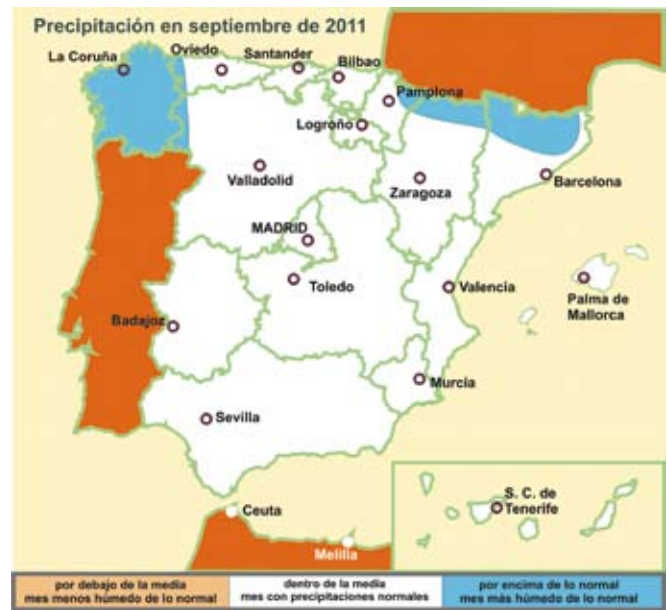 Precipitación en septiembre de 2011
La Coruña
Oviedo
Santander
Bilbao
Pamplona
Logroño
Valladolid
Zaragoza
Barcelona
MADRID
Toledo
Valencia
Palma de
Mallorca
Badajoz
Murcia
Sevilla
S. C. de
Tenerife
Ceuta
Melilla
por debajo de la media
mes menos húmedo de lo normal
dentro de la media
mes con precipitaciones normales
por encima de lo normal
mes más húmedo de lo normal